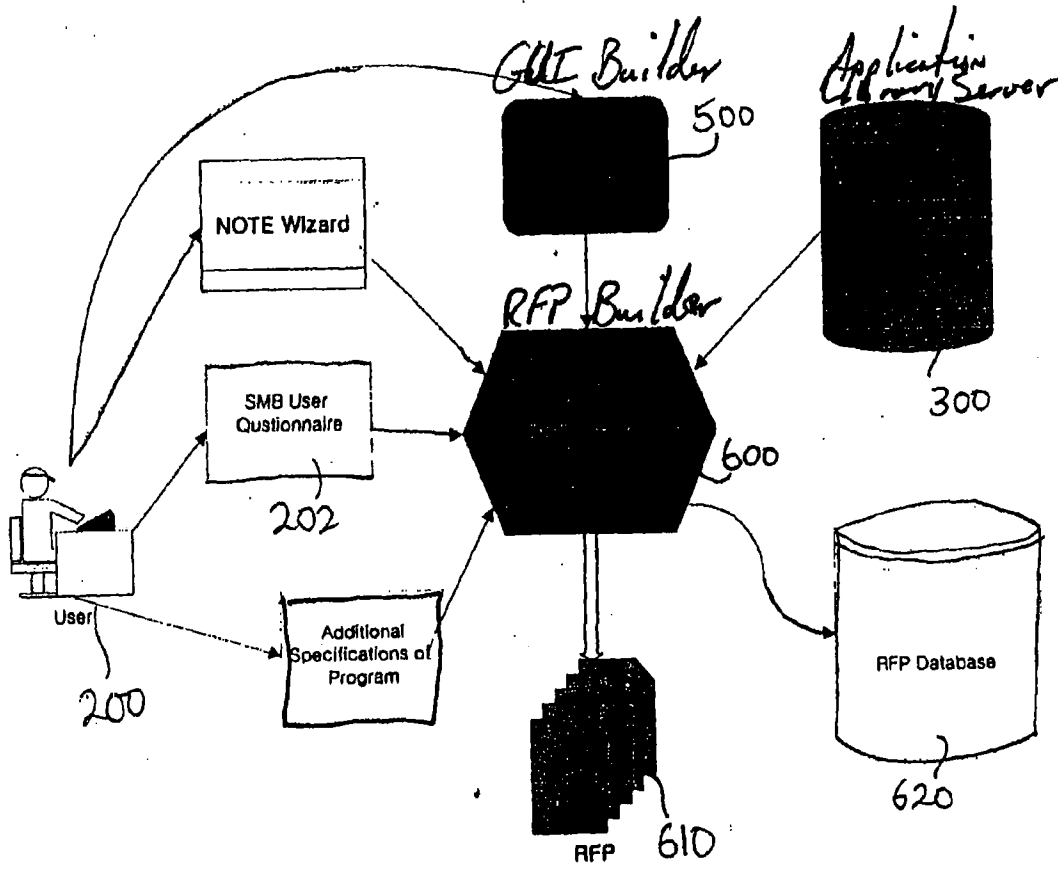 GUI Builder
500
Application
Library Server
300
NOTE Wizard
RFP Builder
600
SMB User
Qustionnaire
202
User
200
Additional
Specifications of
Program
RFP Database
620
RFP
610